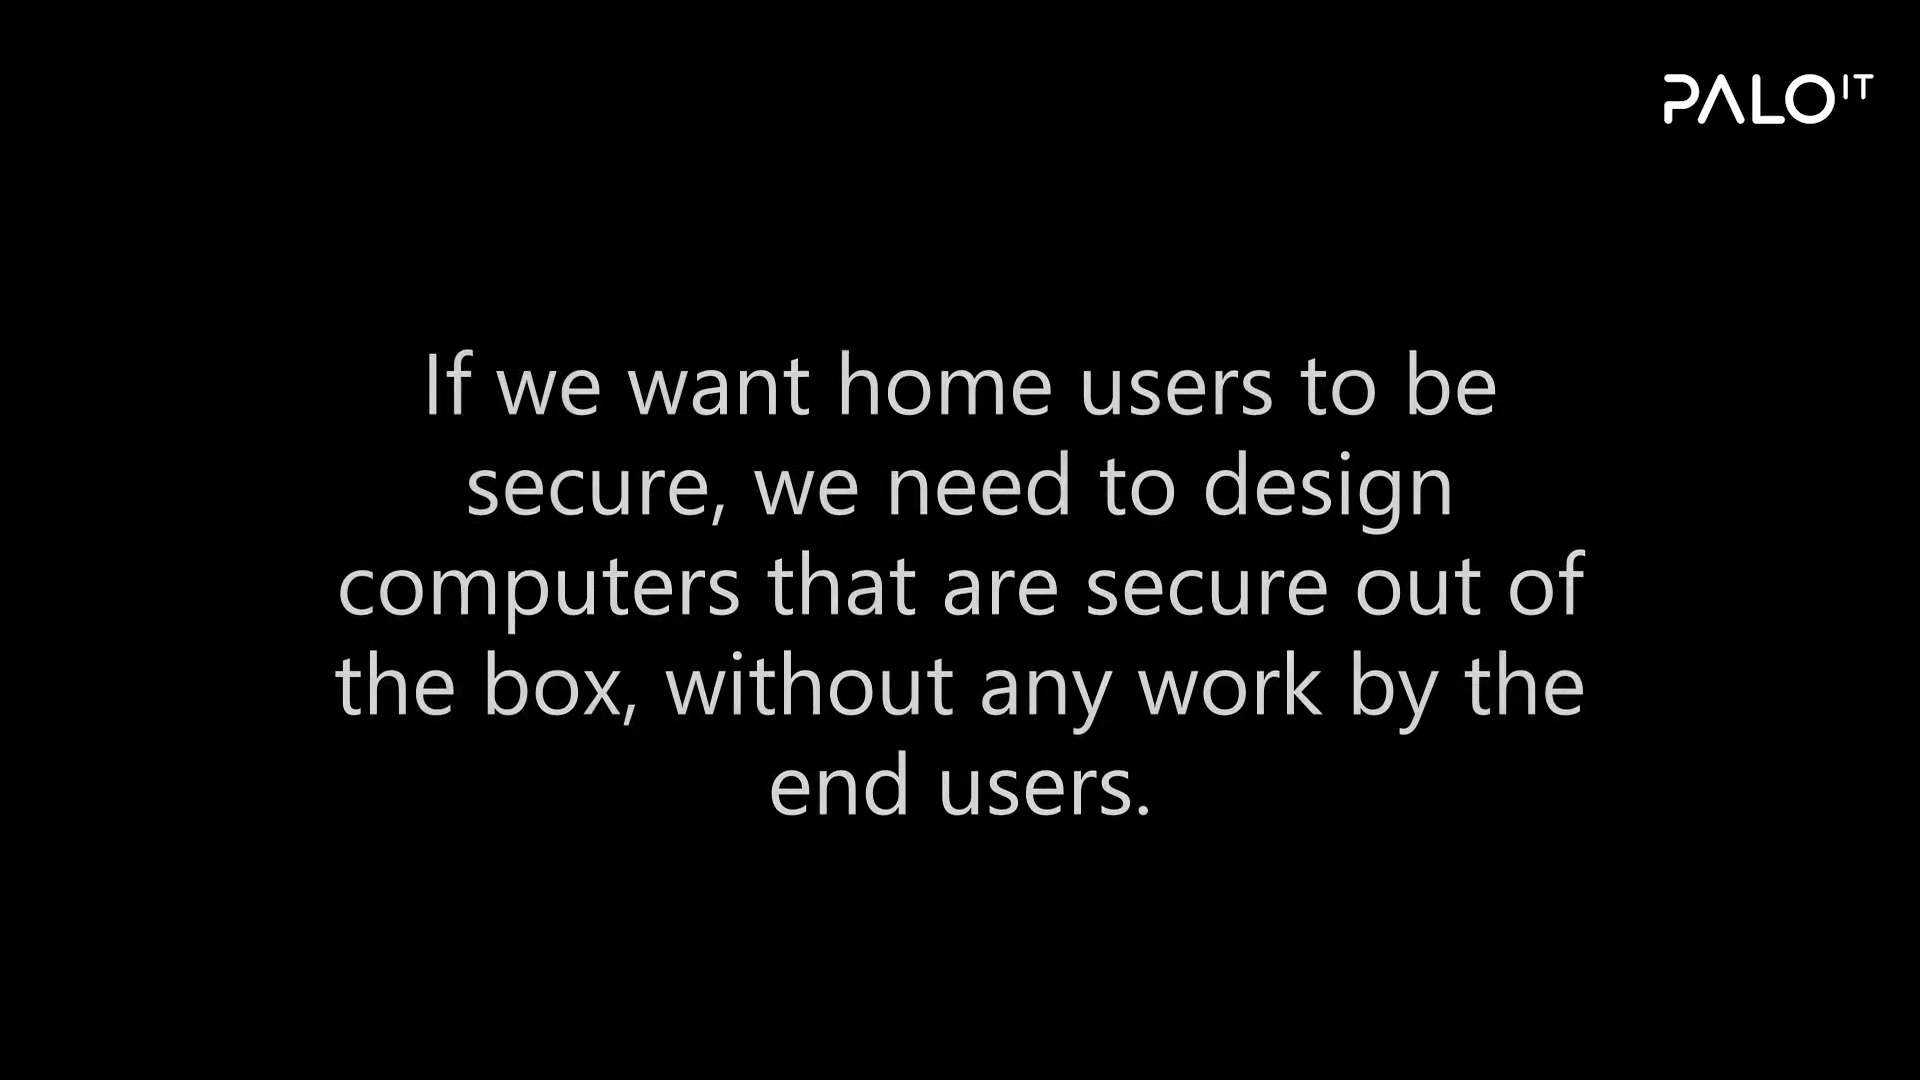 PALO IT
If we want home users to be
secure, we need to design
computers that are secure out of
the box, without any work by the
end users.